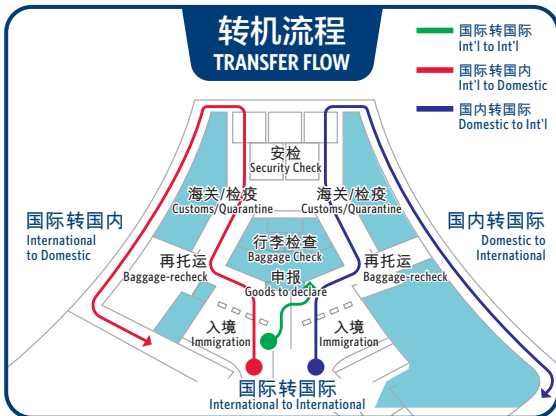 转机流程
TRANSFER FLOW
国际转国际
Int'l to Int'l
国际转国内
Int'l to Domestic
国内转国际
Domestic to Int'l
安检
Security Check
海关/检疫
Customs/Quarantine
海关/检疫
Customs/Quarantine
国际转国内
International
to Domestic
行李检查
Baggage Check
国内转国际
Domestic to
International
再托运
Baggage-recheck
申报
Goods to declare
再托运
Baggage-recheck
入境
Immigration
入境
Immigration
国际转国际
International to International